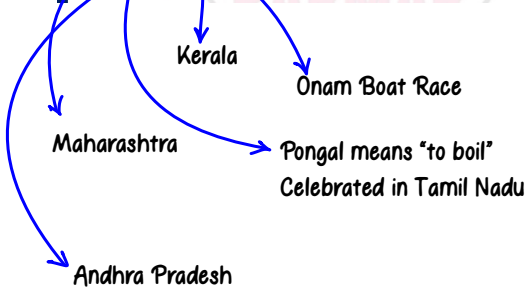 Kerala
Onam Boat Race
Maharashtra
Pongal means “to boil”
Celebrated in Tamil Nadu
Andhra Pradesh